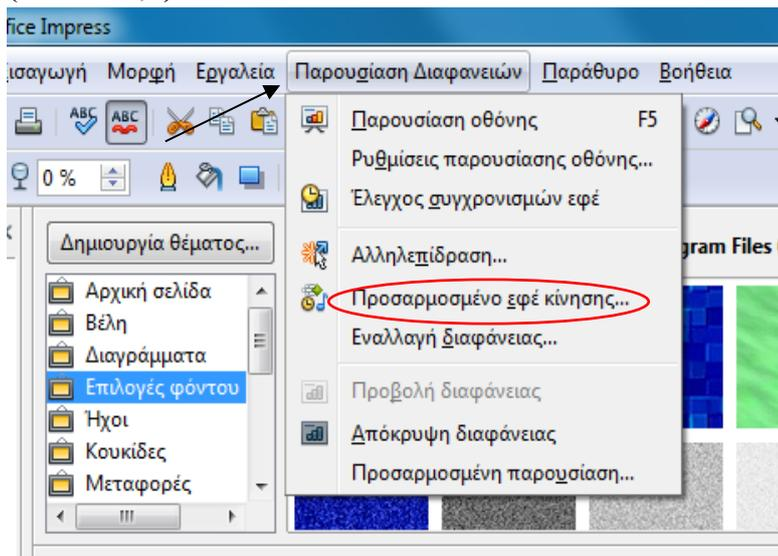 fice Impress
ισαγωγή Μορφή Εργαλεία Παρουσίαση Διαφανειών Παράθυρο Βοήθεια
ABC ABC
Παρουσίαση οθόνης F5
Ρυθμίσεις παρουσίασης οθόνης...
0 %
Έλεγχος συγχρονισμών εφέ
Δημιουργία θέματος...
Αλληλεπίδραση...
gram Files
Αρχική σελίδα
Προσαρμοσμένο εφέ κίνησης...
Βέλη
Εναλλαγή διαφάνειας...
Διαγράμματα
Επιλογές φόντου
Προβολή διαφάνειας
Ήχοι
Απόκρυψη διαφάνειας
Κουκίδες
Προσαρμοσμένη παρουσίαση...
Μεταφορές